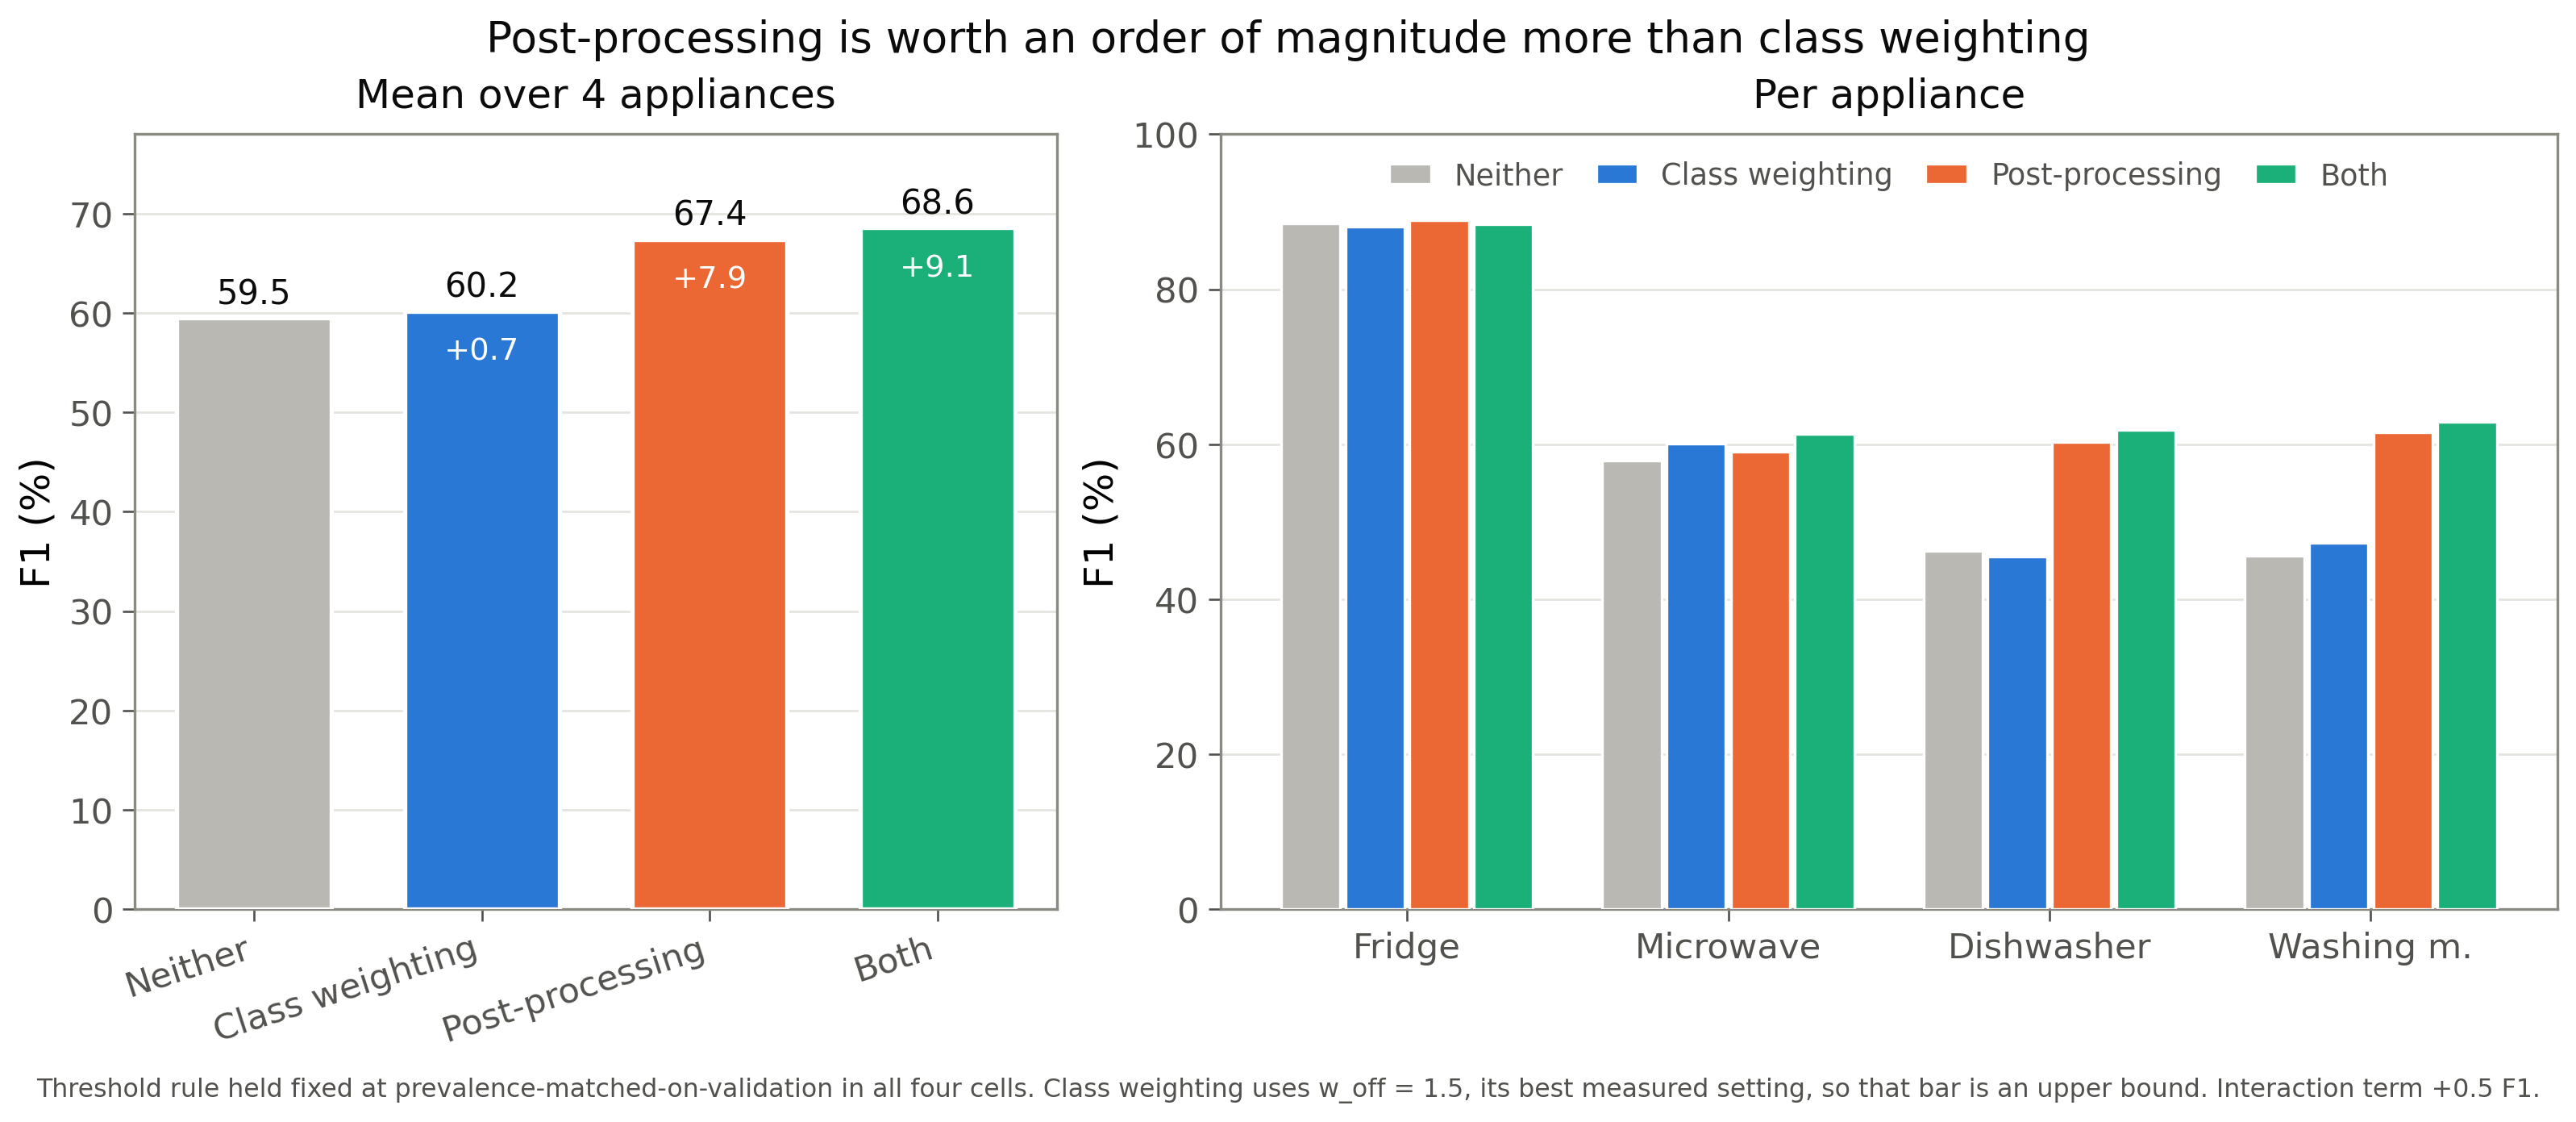 Post-processing is worth an order of magnitude more than class weighting
Mean over 4 appliances
F1 (%)
70
60
50
40
30
20
10
0
59.5
60.2
+0.7
67.4
+7.9
68.6
+9.1
Neither
Class weighting
Post-processing
Both
Per appliance
F1 (%)
100
80
60
40
20
0
Neither Class weighting Post-processing Both
Fridge Microwave Dishwasher Washing m.
Threshold rule held fixed at prevalence-matched-on-validation in all four cells. Class weighting uses w_off = 1.5, its best measured setting, so that bar is an upper bound. Interaction term +0.5 F1.